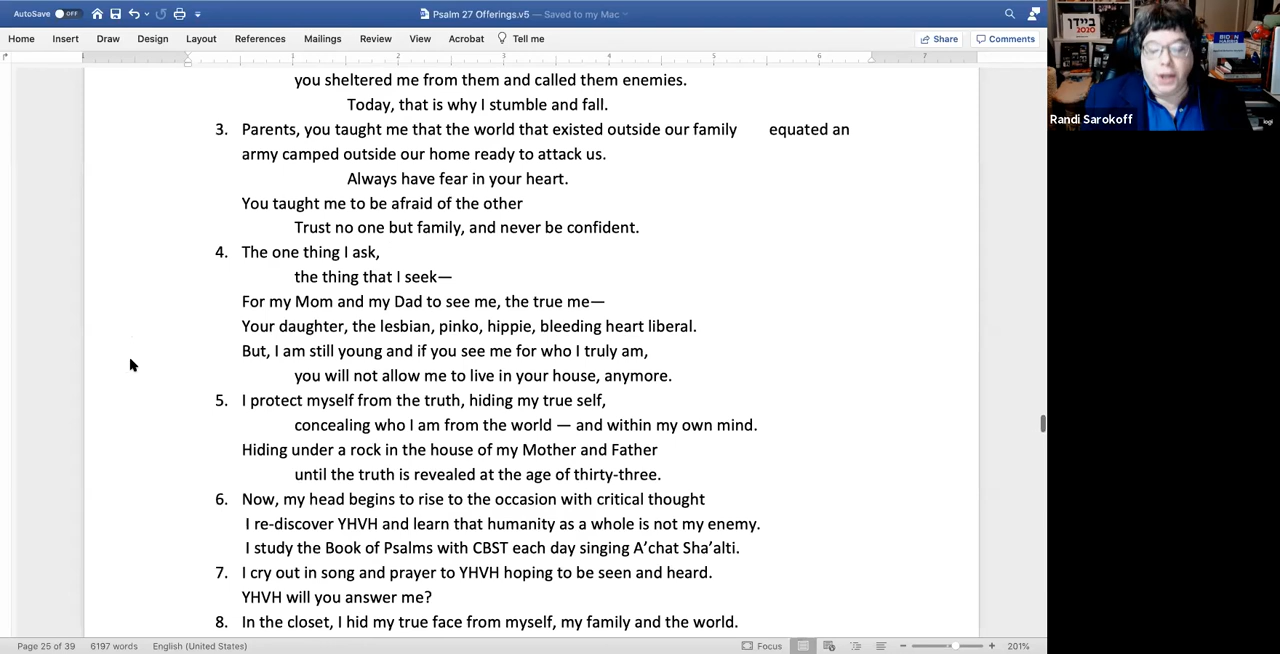 AutoSave OFF
Psalm 27 Offerings.v5 — Saved to my Mac
Home Insert Draw Design Layout References Mailings Review View Acrobat Tell me
Share Comments
1 2 3 4 5 6 7
you sheltered me from them and called them enemies.
Today, that is why I stumble and fall.
3. Parents, you taught me that the world that existed outside our family equated an
army camped outside our home ready to attack us.
Always have fear in your heart.
You taught me to be afraid of the other
Trust no one but family, and never be confident.
4. The one thing I ask,
the thing that I seek—
For my Mom and my Dad to see me, the true me—
Your daughter, the lesbian, pinko, hippie, bleeding heart liberal.
But, I am still young and if you see me for who I truly am,
you will not allow me to live in your house, anymore.
5. I protect myself from the truth, hiding my true self,
concealing who I am from the world — and within my own mind.
Hiding under a rock in the house of my Mother and Father
until the truth is revealed at the age of thirty-three.
6. Now, my head begins to rise to the occasion with critical thought
I re-discover YHVH and learn that humanity as a whole is not my enemy.
I study the Book of Psalms with CBST each day singing A’chat Sha’alti.
7. I cry out in song and prayer to YHVH hoping to be seen and heard.
YHVH will you answer me?
8. In the closet, I hid my true face from myself, my family and the world.
Page 25 of 39 6197 words English (United States) Focus 201%
ביידן
2020
BIDEN
HARRIS
Randi Sarokoff
logi